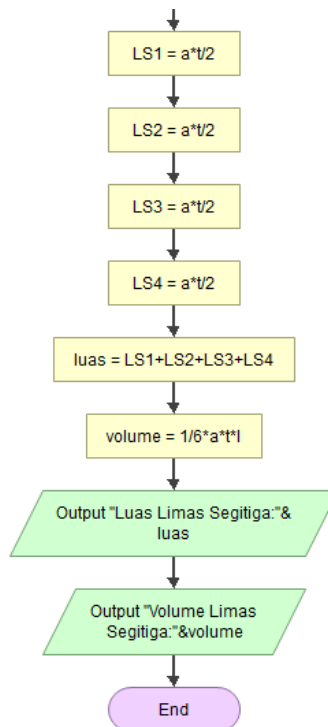 LS1 = a*t/2
LS2 = a*t/2
LS3 = a*t/2
LS4 = a*t/2
luas = LS1+LS2+LS3+LS4
volume = 1/6*a*t*l
Output "Luas Limas Segitiga:"&
luas
Output "Volume Limas
Segitiga:"&volume
End